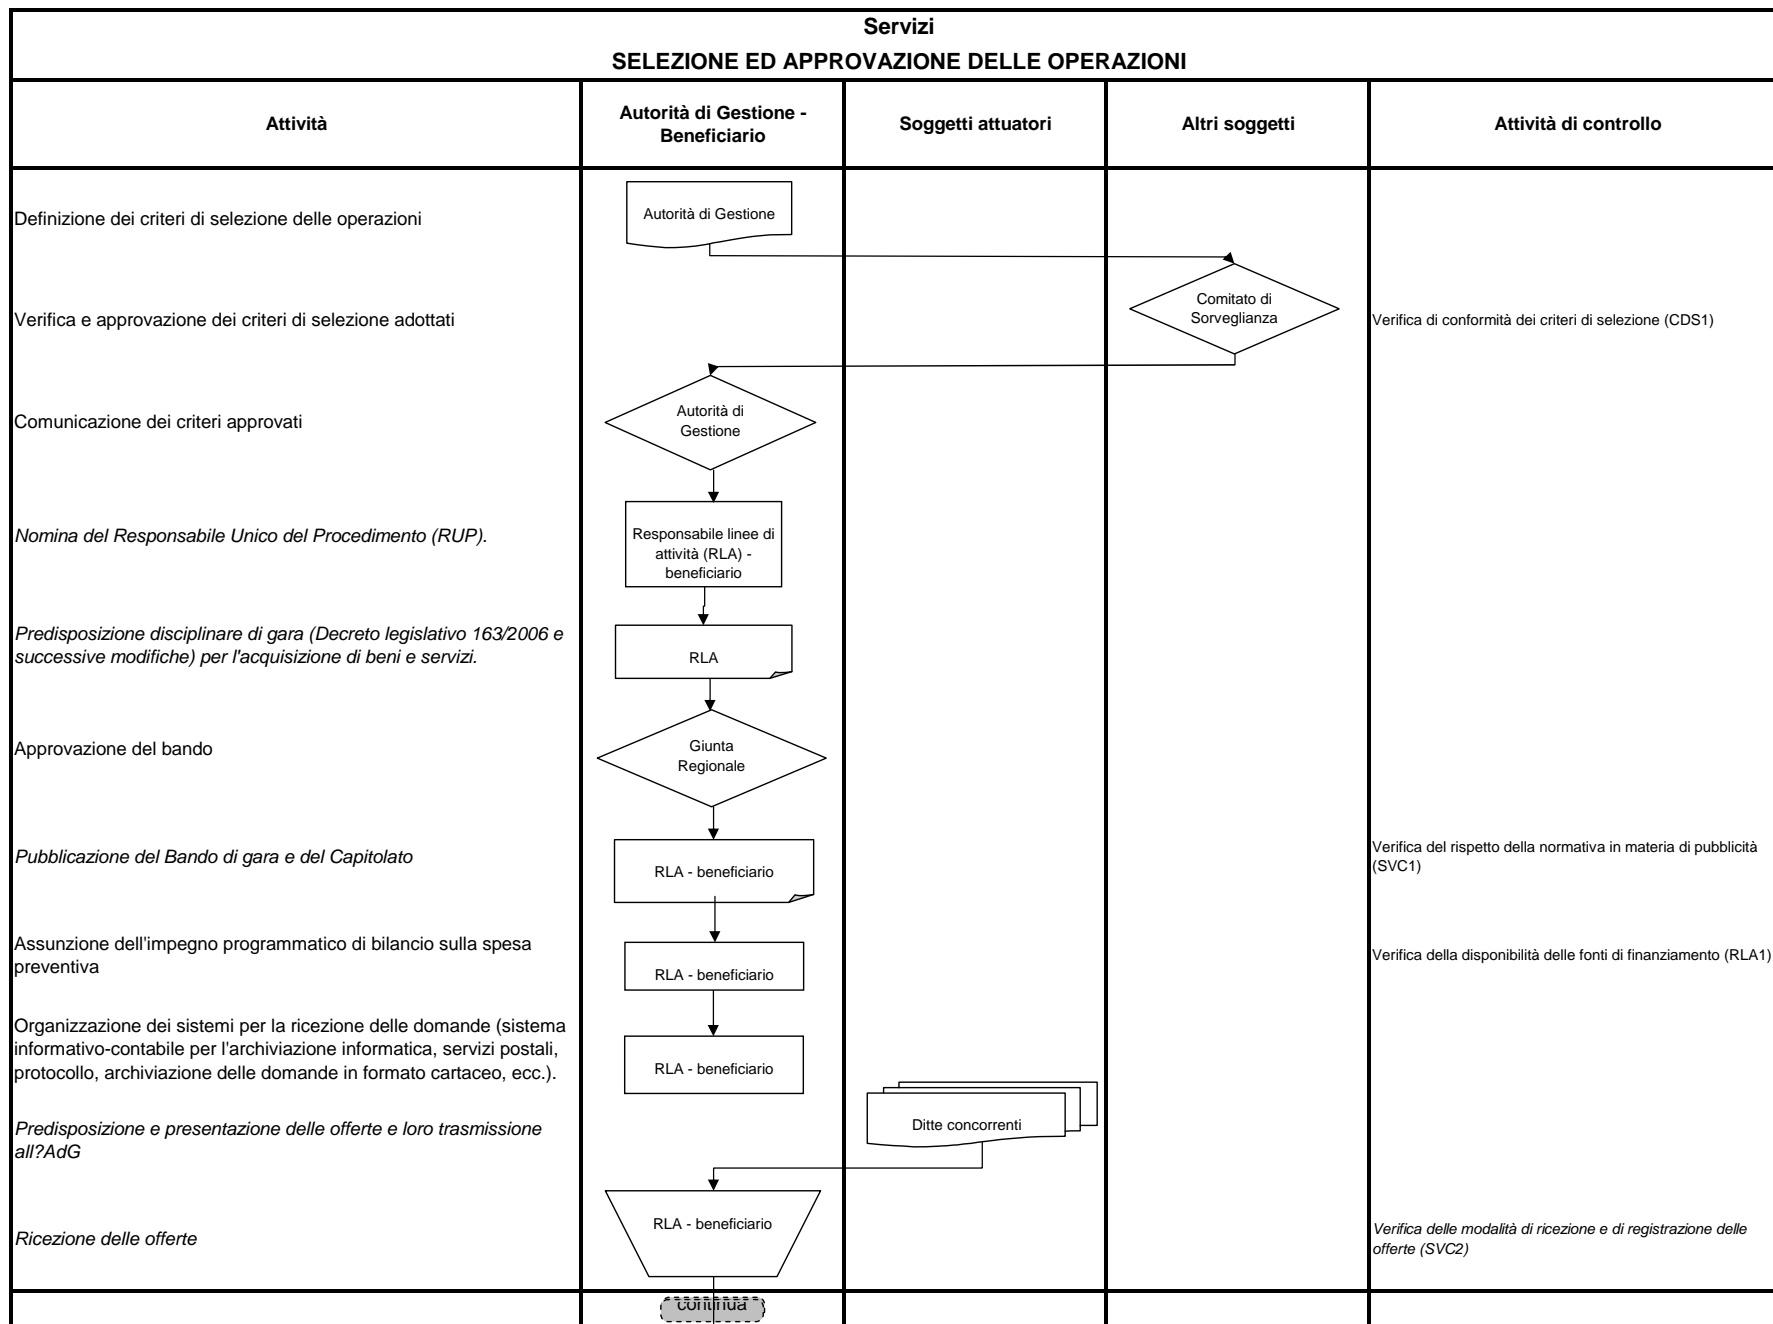 Servizi
SELEZIONE ED APPROVAZIONE DELLE OPERAZIONI
Attività
Autorità di Gestione -
Beneficiario
Soggetti attuatori
Altri soggetti
Attività di controllo
Definizione dei criteri di selezione delle operazioni
Autorità di Gestione
Verifica e approvazione dei criteri di selezione adottati
Comitato di
Sorveglianza
Verifica di conformità dei criteri di selezione (CDS1)
Comunicazione dei criteri approvati
Autorità di
Gestione
Nomina del Responsabile Unico del Procedimento (RUP).
Responsabile linee di
attività (RLA) -
beneficiario
Predisposizione disciplinare di gara (Decreto legislativo 163/2006 e
successive modifiche) per l'acquisizione di beni e servizi.
RLA
Approvazione del bando
Giunta
Regionale
Pubblicazione del Bando di gara e del Capitolato
RLA - beneficiario
Verifica del rispetto della normativa in materia di pubblicità
(SVC1)
Assunzione dell'impegno programmatico di bilancio sulla spesa
preventiva
RLA - beneficiario
Verifica della disponibilità delle fonti di finanziamento (RLA1)
Organizzazione dei sistemi per la ricezione delle domande (sistema
informativo-contabile per l'archiviazione informatica, servizi postali,
protocollo, archiviazione delle domande in formato cartaceo, ecc.).
RLA - beneficiario
Predisposizione e presentazione delle offerte e loro trasmissione
all?AdG
Ditte concorrenti
Ricezione delle offerte
RLA - beneficiario
Verifica delle modalità di ricezione e di registrazione delle
offerte (SVC2)
continua